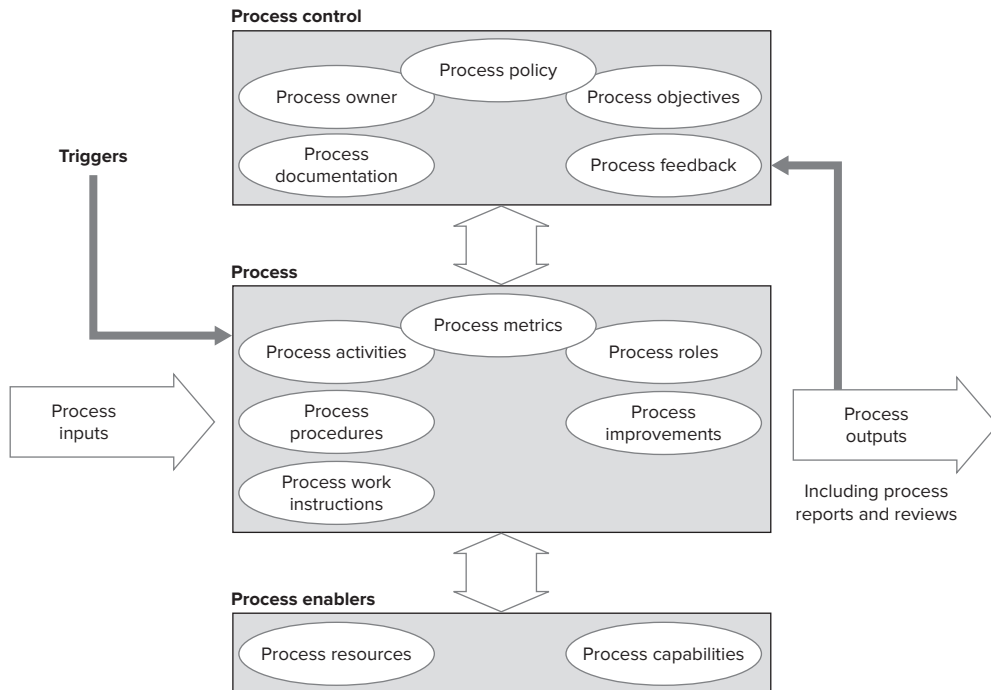 Process control
Process policy
Process owner
Process objectives
Process
documentation
Process feedback
Triggers
Process
Process metrics
Process activities
Process roles
Process
inputs
Process
procedures
Process
improvements
Process
outputs
Process work
instructions
Including process
reports and reviews
Process enablers
Process resources
Process capabilities